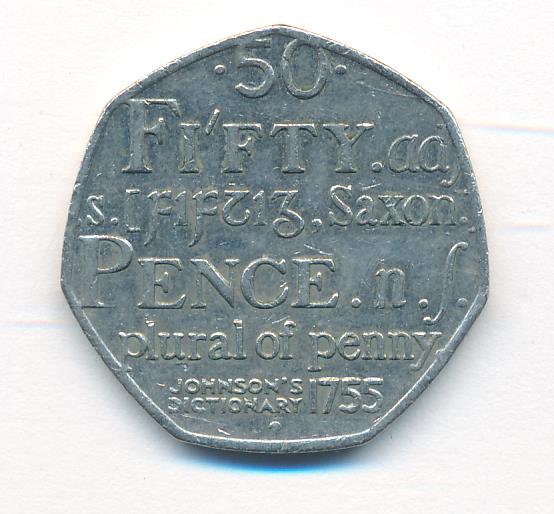 ·50·
FI'FTY. adj.
s. [ꝼıꝼꞇıᵹ, Saxon.]
PENCE. n. ſ.
plural of penny
JOHNSON'S
DICTIONARY 1755